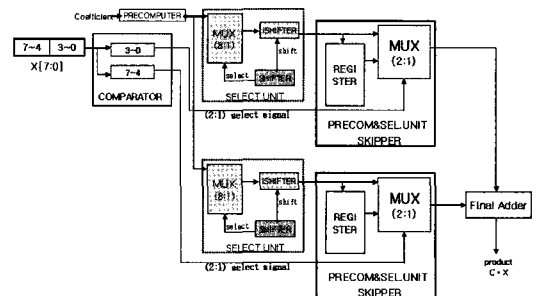 Coefficient
PRECOMPUTER
7~4 3~0
X[7:0]
3~0
7~4
COMPARATOR
MUX
(8:1)
ISHIFTER
shift
select
SHIFTER
SELECT UNIT
(2:1) select signal
REGI
STER
MUX
(2:1)
PRECOM&SEL.UNIT
SKIPPER
MUX
(8:1)
ISHIFTER
shift
select
SHIFTER
SELECT UNIT
(2:1) select signal
REGI
STER
MUX
(2:1)
PRECOM&SEL.UNIT
SKIPPER
Final Adder
product
C · X